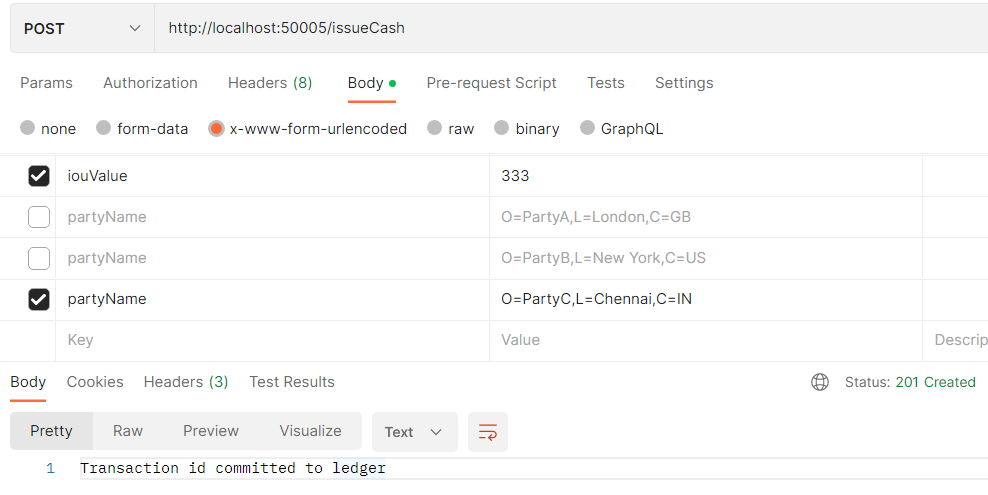 POST http://localhost:50005/issueCash
Params Authorization Headers (8) Body Pre-request Script Tests Settings
none form-data x-www-form-urlencoded raw binary GraphQL
iouValue 333
partyName O=PartyA,L=London,C=GB
partyName O=PartyB,L=New York,C=US
partyName O=PartyC,L=Chennai,C=IN
Key Value Descrip
Body Cookies Headers (3) Test Results Status: 201 Created
Pretty Raw Preview Visualize Text
1 Transaction id committed to ledger